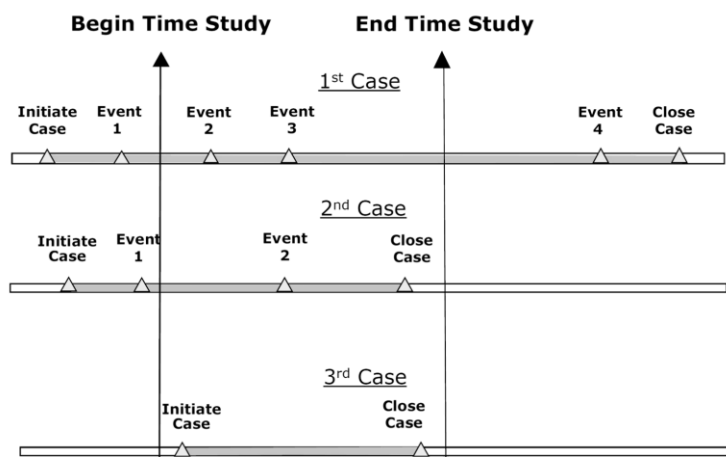 Begin Time Study
End Time Study
1st Case
Initiate
Case
Event
1
Event
2
Event
3
Event
4
Close
Case
2nd Case
Initiate
Case
Event
1
Event
2
Close
Case
3rd Case
Initiate
Case
Close
Case